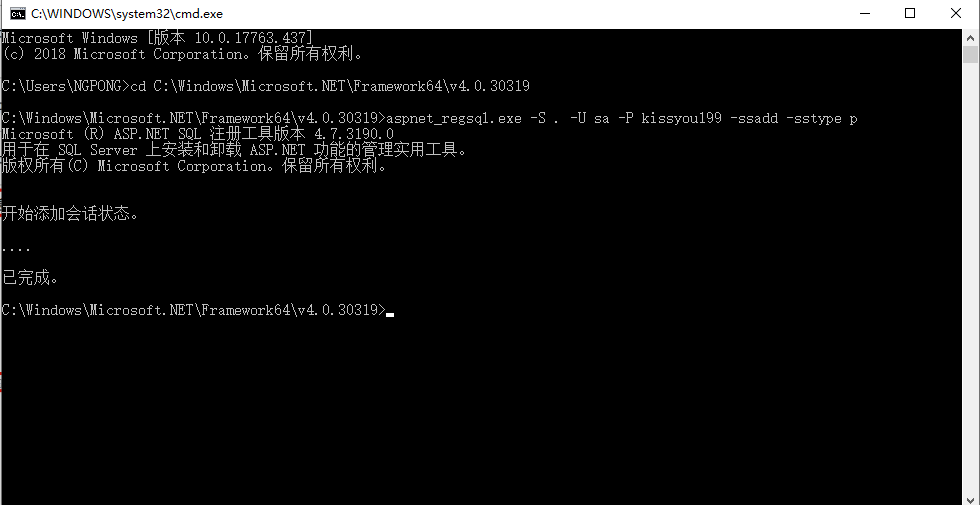 C:\WINDOWS\system32\cmd.exe
Microsoft Windows [版本 10.0.17763.437]
(c) 2018 Microsoft Corporation。保留所有权利。
C:\Users\NGPONG>cd C:\Windows\Microsoft.NET\Framework64\v4.0.30319
C:\Windows\Microsoft.NET\Framework64\v4.0.30319>aspnet_regsql.exe -S . -U sa -P kissyou199 -ssadd -sstype p
Microsoft (R) ASP.NET SQL 注册工具版本 4.7.3190.0
用于在 SQL Server 上安装和卸载 ASP.NET 功能的管理实用工具。
版权所有(C) Microsoft Corporation。保留所有权利。
开始添加会话状态。
....
已完成。
C:\Windows\Microsoft.NET\Framework64\v4.0.30319>